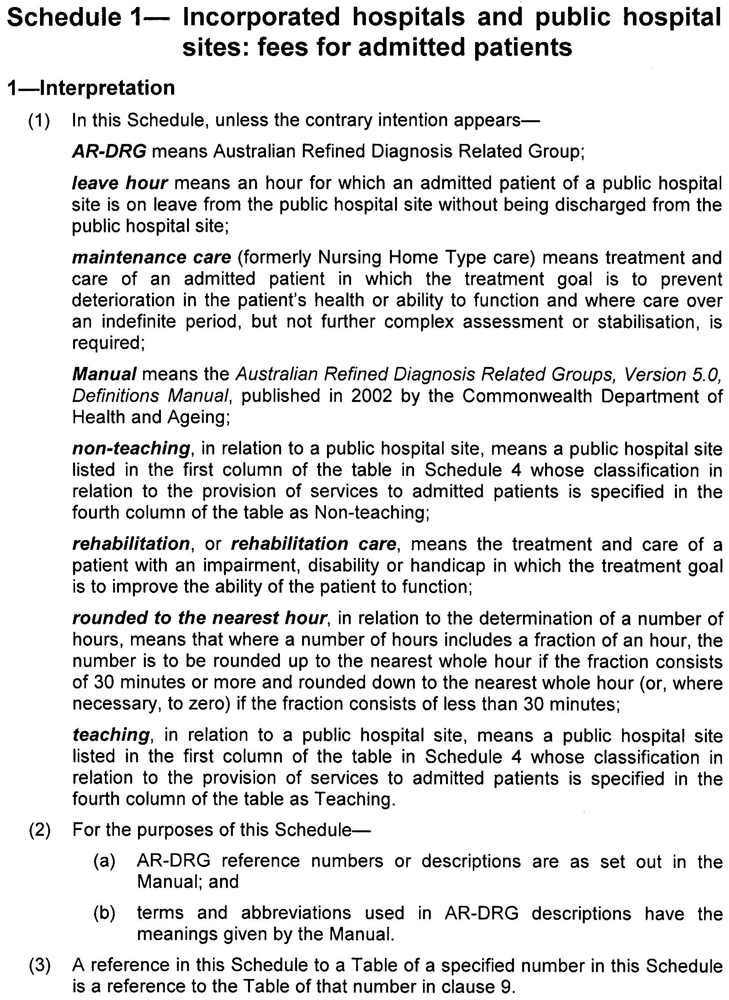 Schedule 1— Incorporated hospitals and public hospital
sites: fees for admitted patients
1—Interpretation
(1) In this Schedule, unless the contrary intention appears—
AR-DRG means Australian Refined Diagnosis Related Group;
leave hour means an hour for which an admitted patient of a public hospital
site is on leave from the public hospital site without being discharged from the
public hospital site;
maintenance care (formerly Nursing Home Type care) means treatment and
care of an admitted patient in which the treatment goal is to prevent
deterioration in the patient's health or ability to function and where care over
an indefinite period, but not further complex assessment or stabilisation, is
required;
Manual means the Australian Refined Diagnosis Related Groups, Version 5.0,
Definitions Manual, published in 2002 by the Commonwealth Department of
Health and Ageing;
non-teaching, in relation to a public hospital site, means a public hospital site
listed in the first column of the table in Schedule 4 whose classification in
relation to the provision of services to admitted patients is specified in the
fourth column of the table as Non-teaching;
rehabilitation, or rehabilitation care, means the treatment and care of a
patient with an impairment, disability or handicap in which the treatment goal
is to improve the ability of the patient to function;
rounded to the nearest hour, in relation to the determination of a number of
hours, means that where a number of hours includes a fraction of an hour, the
number is to be rounded up to the nearest whole hour if the fraction consists
of 30 minutes or more and rounded down to the nearest whole hour (or, where
necessary, to zero) if the fraction consists of less than 30 minutes;
teaching, in relation to a public hospital site, means a public hospital site
listed in the first column of the table in Schedule 4 whose classification in
relation to the provision of services to admitted patients is specified in the
fourth column of the table as Teaching.
(2) For the purposes of this Schedule—
(a) AR-DRG reference numbers or descriptions are as set out in the
Manual; and
(b) terms and abbreviations used in AR-DRG descriptions have the
meanings given by the Manual.
(3) A reference in this Schedule to a Table of a specified number in this Schedule
is a reference to the Table of that number in clause 9.